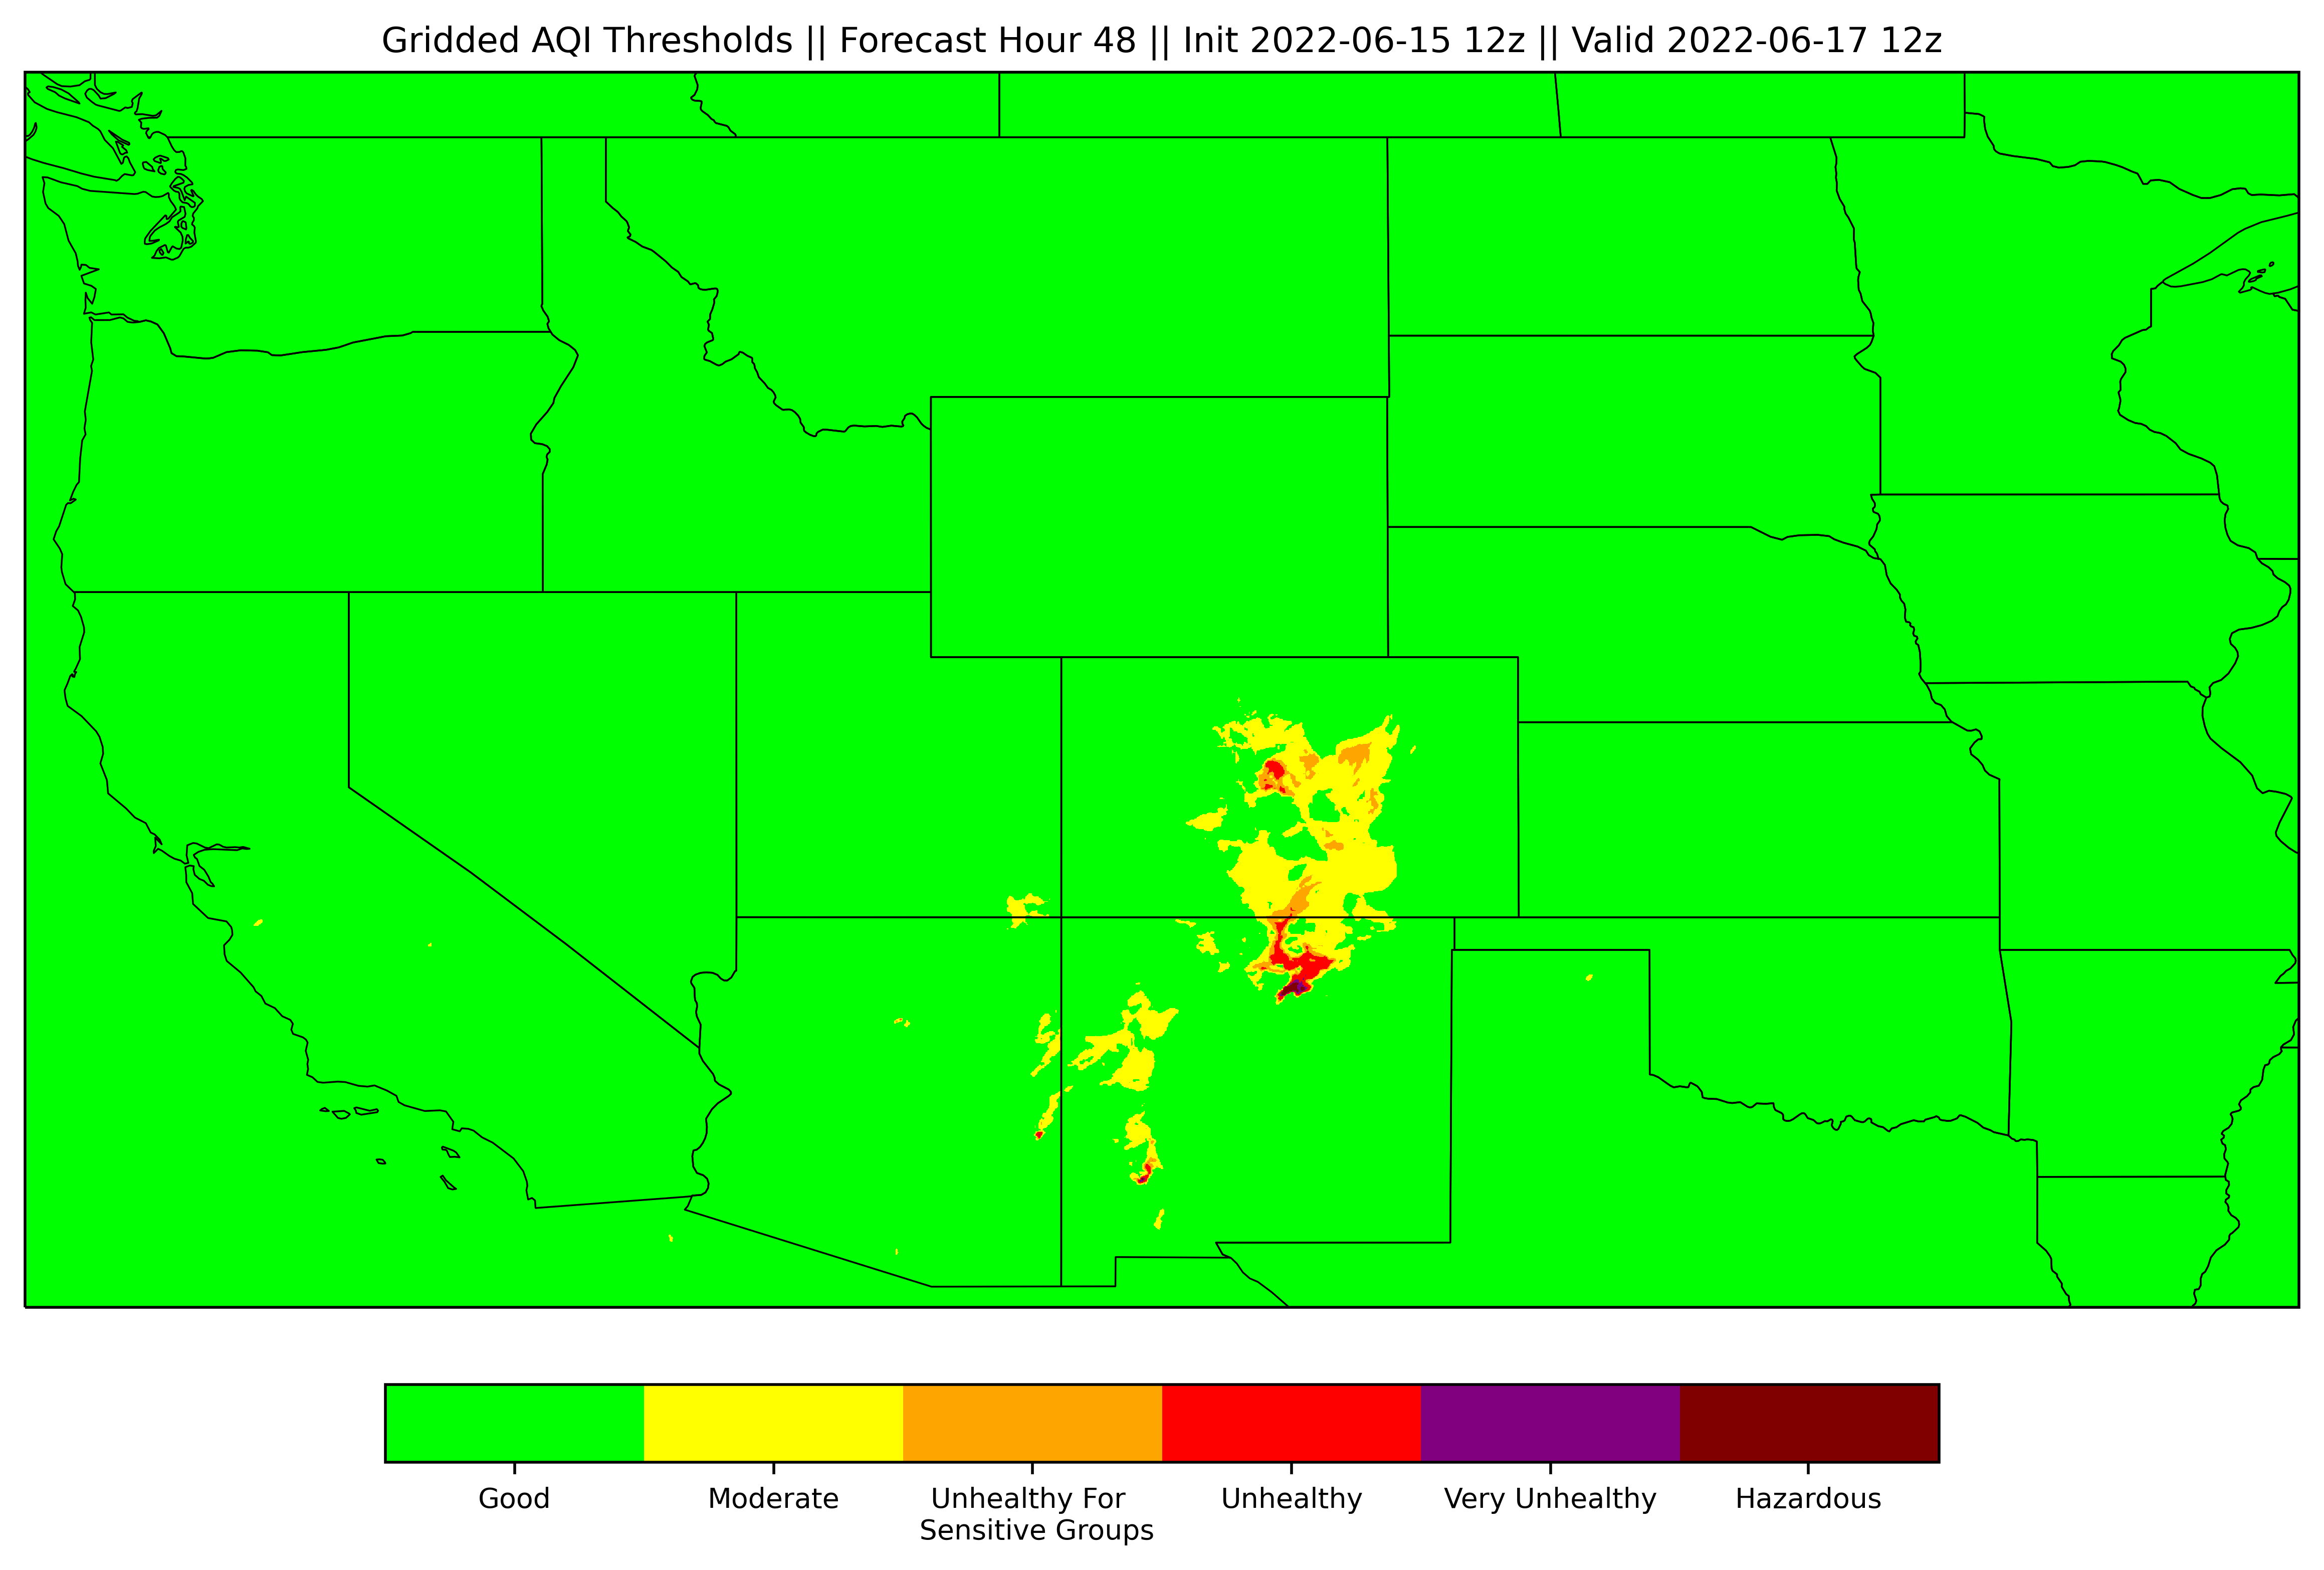 Gridded AQI Thresholds || Forecast Hour 48 || Init 2022-06-15 12z || Valid 2022-06-17 12z
Good
Moderate
Unhealthy For
Sensitive Groups
Unhealthy
Very Unhealthy
Hazardous